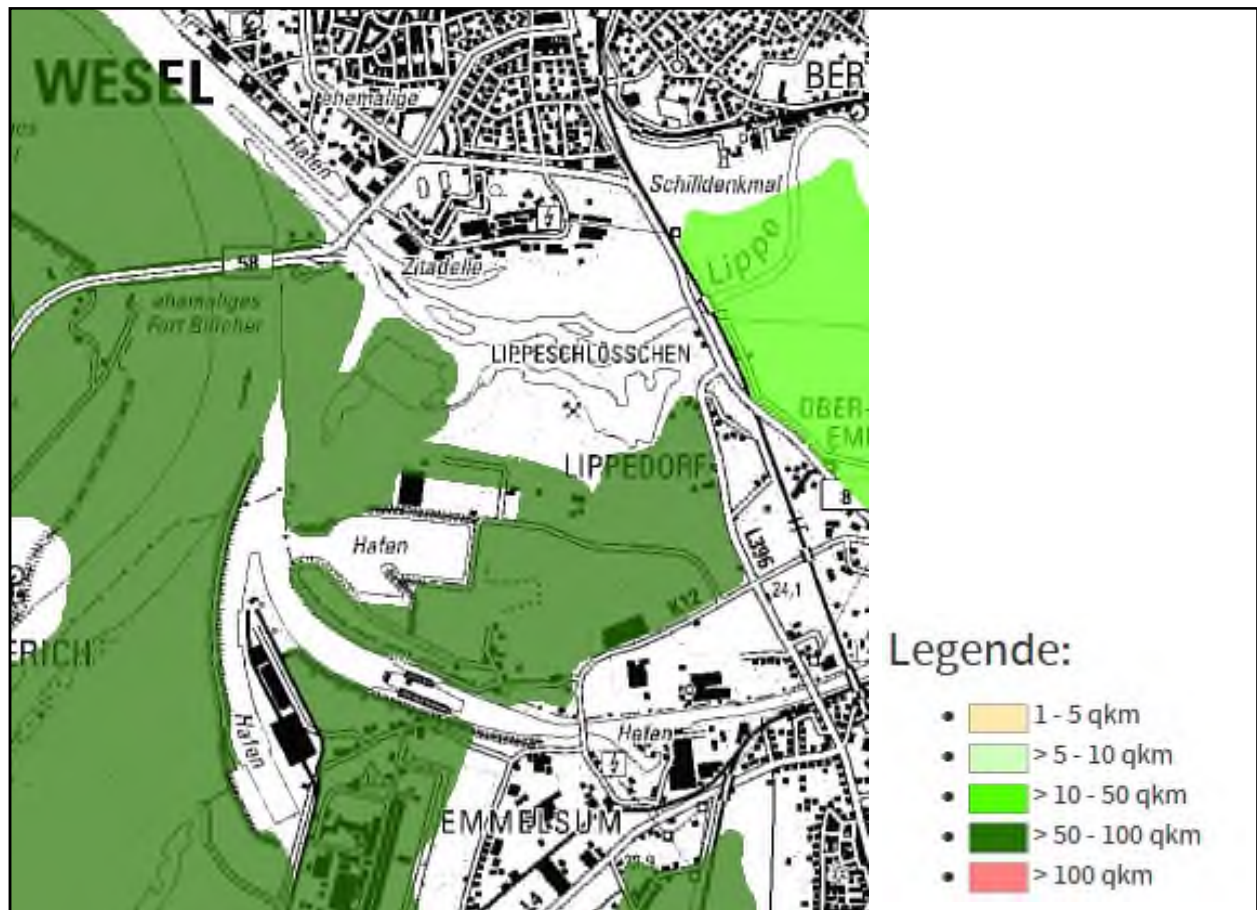 WESEL
BER
ehemalige
Hafen
Schilldenkmal
Lippe
58
Zitadelle
ehemaliges
Fort Blücher
LIPPESCHLÖSSCHEN
OBER-
EM
LIPPEDORF
8
Hafen
L396
24,1
K12
ERICH
Hafen
Hafen
EMMELSUM
L4
Legende:
1 - 5 qkm
> 5 - 10 qkm
> 10 - 50 qkm
> 50 - 100 qkm
> 100 qkm